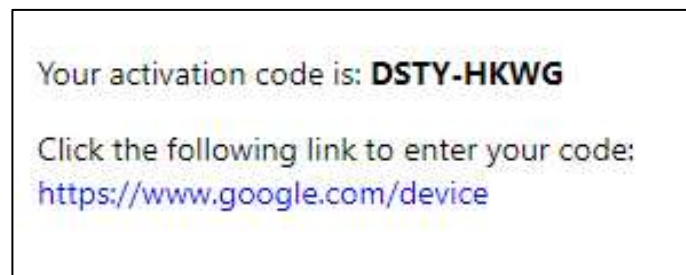 Your activation code is: DSTY-HKWG
Click the following link to enter your code:
https://www.google.com/device